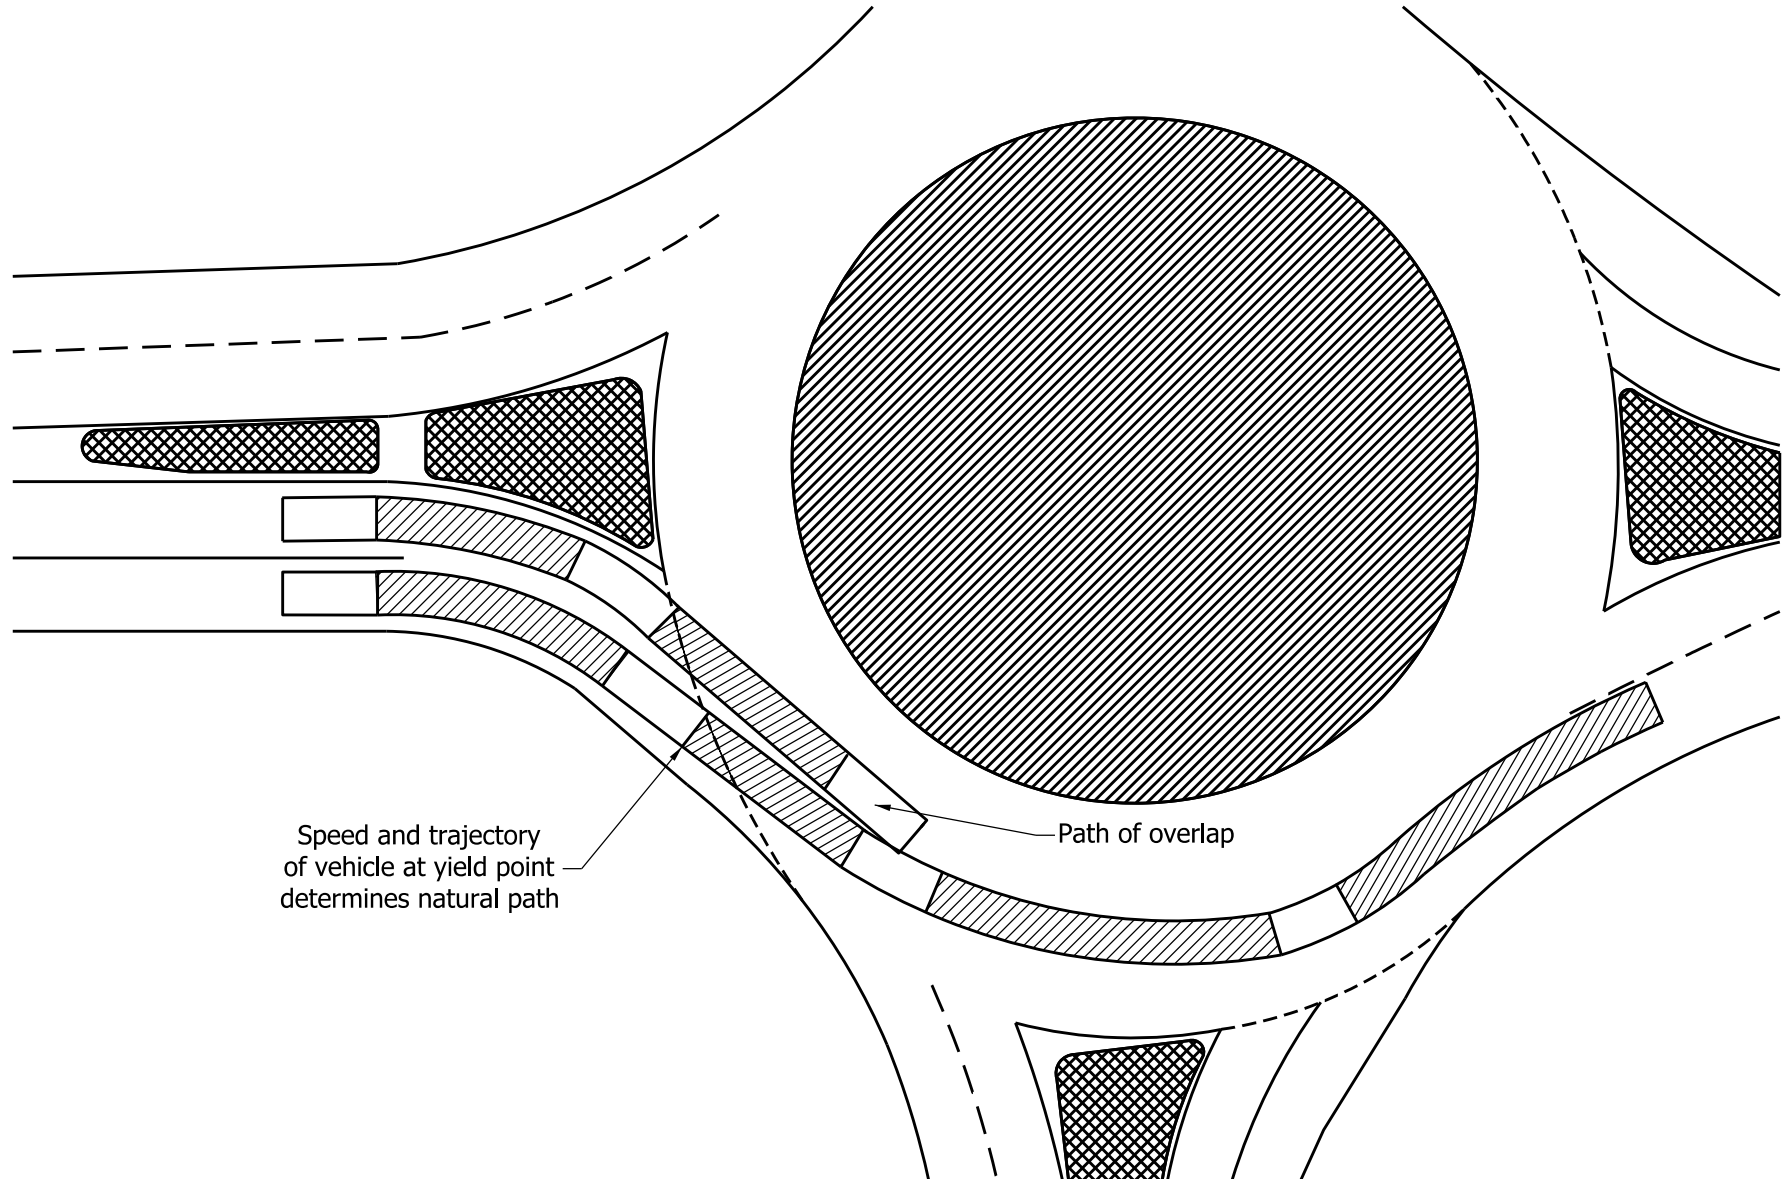 Speed and trajectory
of vehicle at yield point
determines natural path
Path of overlap